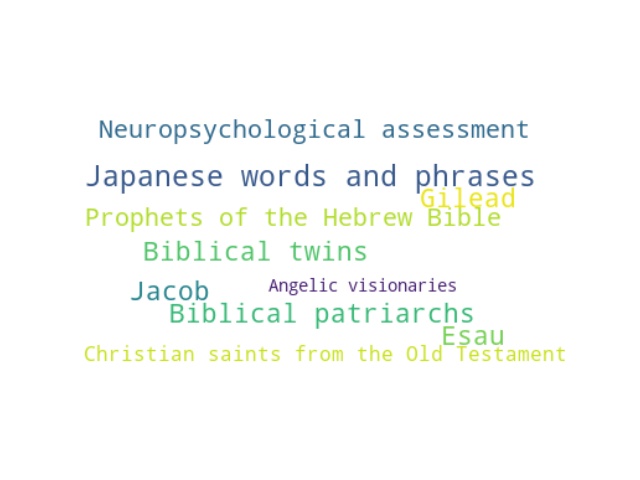 Neuropsychological assessment
Japanese words and phrases
Gilead
Prophets of the Hebrew Bible
Biblical twins
Angelic visionaries
Jacob
Biblical patriarchs
Esau
Christian saints from the Old Testament